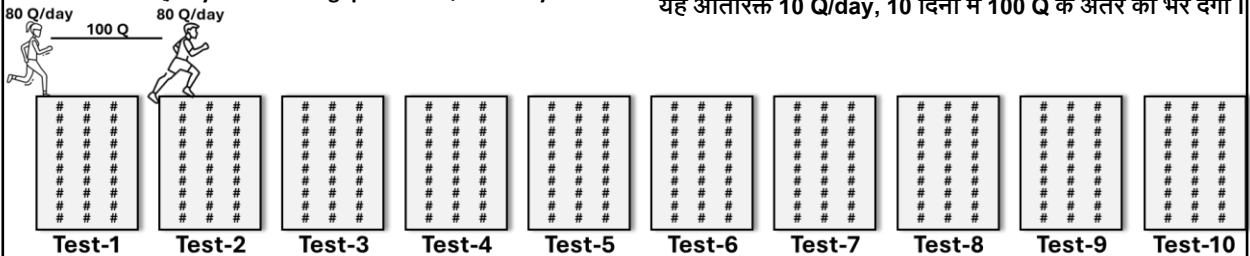 यह अतिरिक्त 10 Q/day, 10 दिनों में 100 Q के अंतर को भर देगा ।
80 Q/day 80 Q/day
100 Q
# # # # # # # # # # # # # # # # # # # # # # # # # # # # # #
# # # # # # # # # # # # # # # # # # # # # # # # # # # # # #
# # # # # # # # # # # # # # # # # # # # # # # # # # # # # #
# # # # # # # # # # # # # # # # # # # # # # # # # # # # # #
# # # # # # # # # # # # # # # # # # # # # # # # # # # # # #
# # # # # # # # # # # # # # # # # # # # # # # # # # # # # #
# # # # # # # # # # # # # # # # # # # # # # # # # # # # # #
# # # # # # # # # # # # # # # # # # # # # # # # # # # # # #
# # # # # # # # # # # # # # # # # # # # # # # # # # # # # #
# # # # # # # # # # # # # # # # # # # # # # # # # # # # # #
Test-1 Test-2 Test-3 Test-4 Test-5 Test-6 Test-7 Test-8 Test-9 Test-10